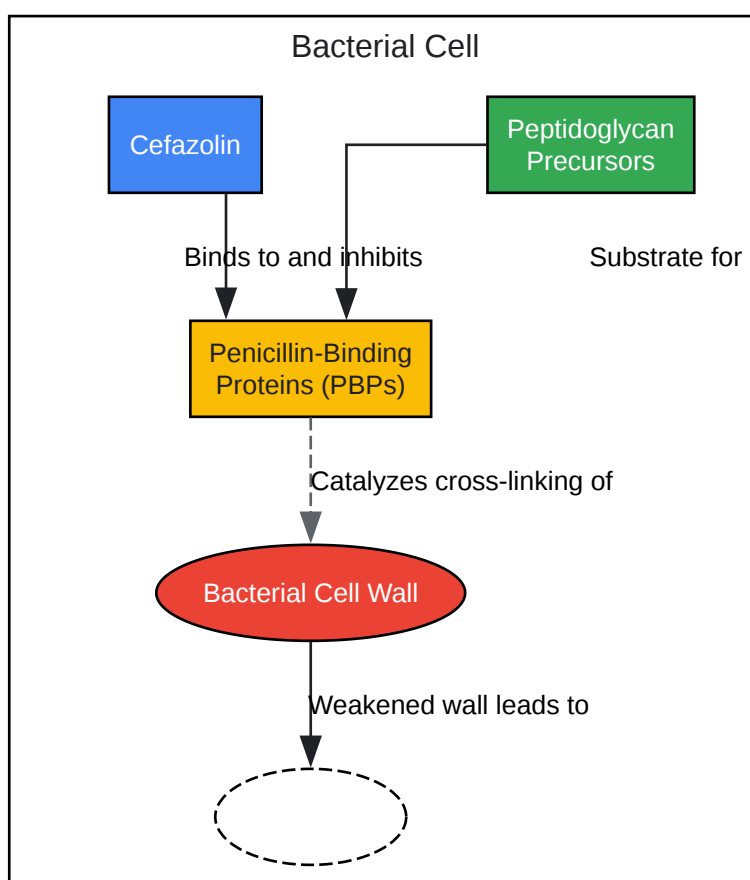 Bacterial Cell
Cefazolin
Peptidoglycan
Precursors
Binds to and inhibits
Substrate for
Penicillin-Binding
Proteins (PBPs)
Catalyzes cross-linking of
Bacterial Cell Wall
Weakened wall leads to